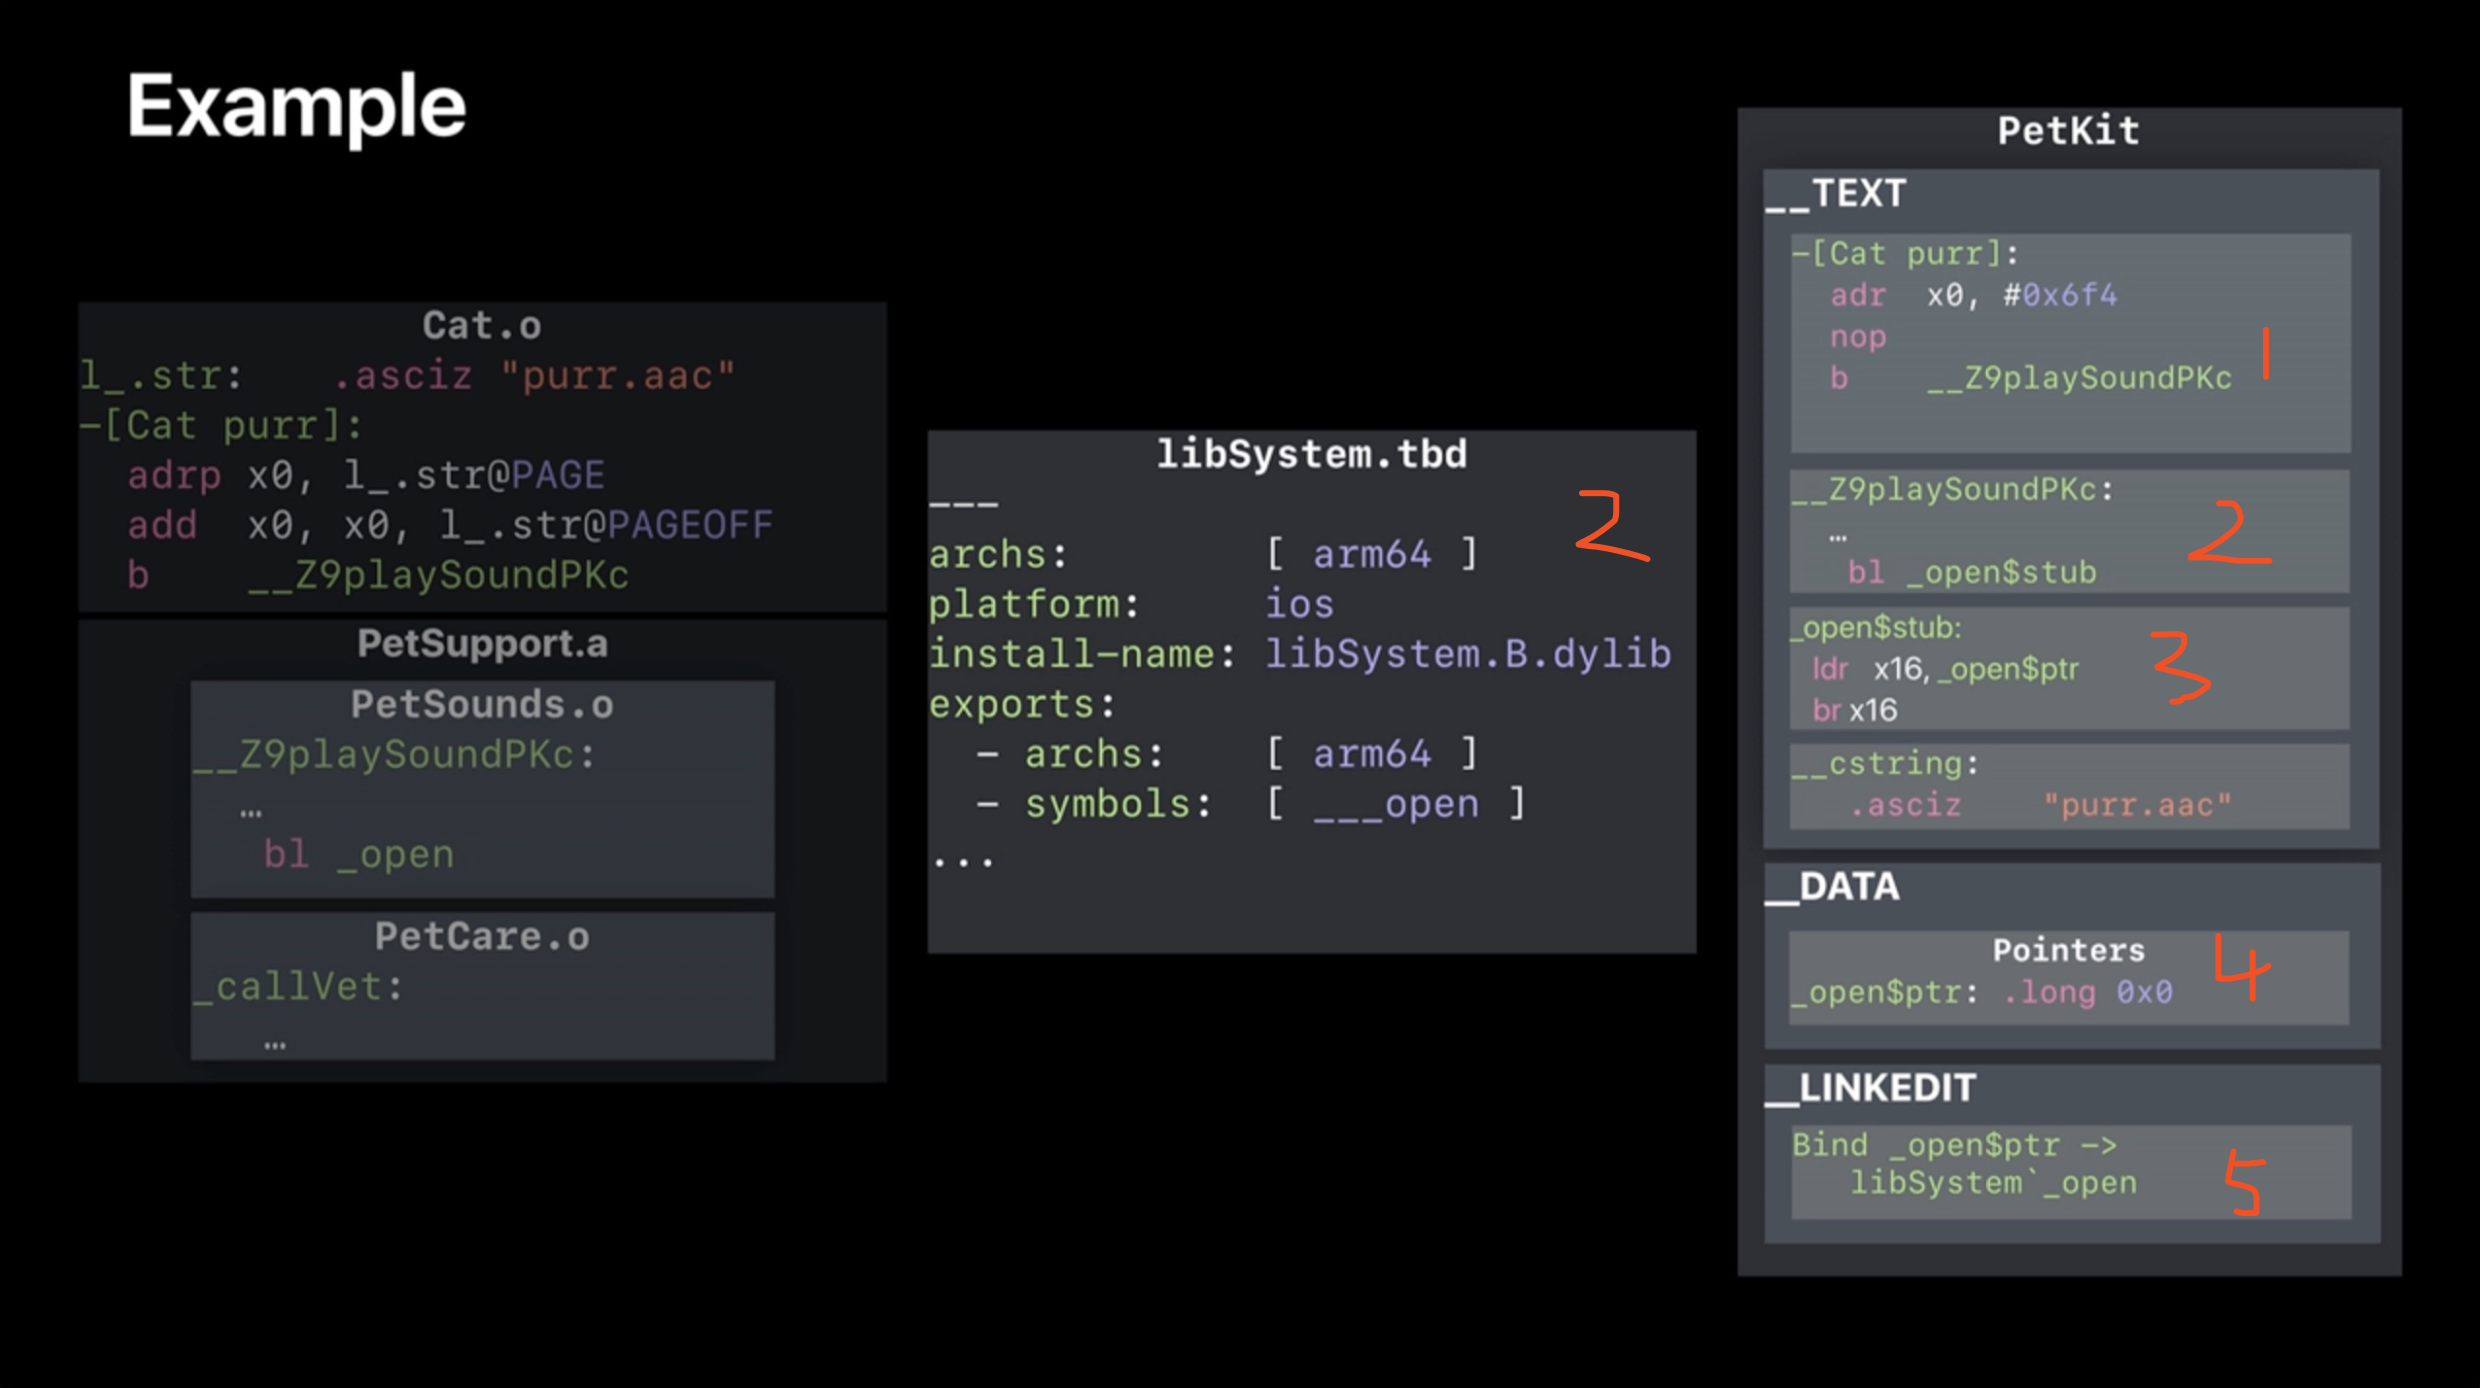 Example
Cat.o
l_.str: .asciz "purr.aac"
-[Cat purr]:
adrp x0, l_.str@PAGE
add x0, x0, l_.str@PAGEOFF
b __Z9playSoundPKc
PetSupport.a
PetSounds.o
__Z9playSoundPKc:
…
bl _open
PetCare.o
_callVet:
…
libSystem.tbd
---
2
archs: [ arm64 ]
platform: ios
install-name: libSystem.B.dylib
exports:
- archs: [ arm64 ]
- symbols: [ ___open ]
...
PetKit
__TEXT
-[Cat purr]:
adr x0, #0x6f4
nop
1
b __Z9playSoundPKc
__Z9playSoundPKc:
…
2
bl _open$stub
_open$stub:
ldr x16, _open$ptr
3
br x16
__cstring:
.asciz "purr.aac"
__DATA
Pointers
4
_open$ptr: .long 0x0
__LINKEDIT
Bind _open$ptr ->
libSystem`_open
5